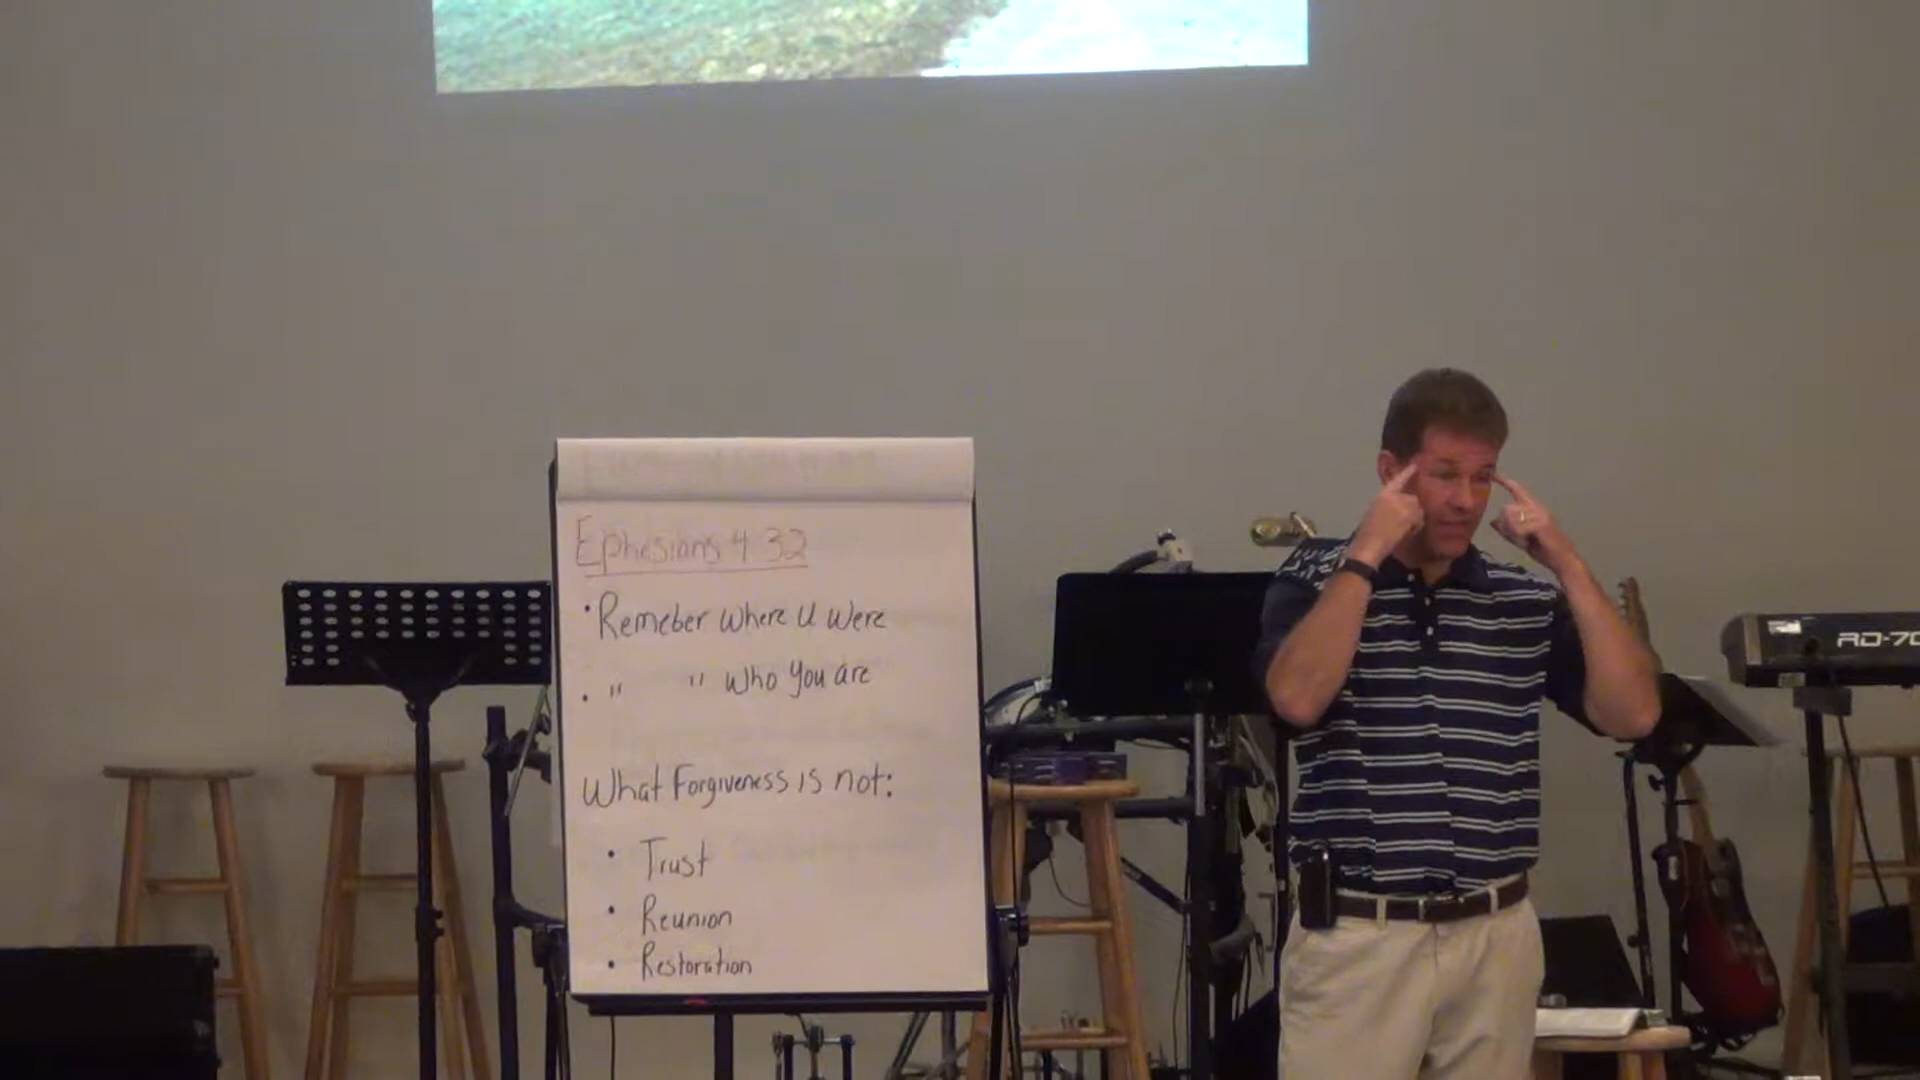 Ephesians 4 32
• Remeber Where U Were
• " " Who You are
What Forgiveness is not:
• Trust
• Reunion
• Restoration
RD-70